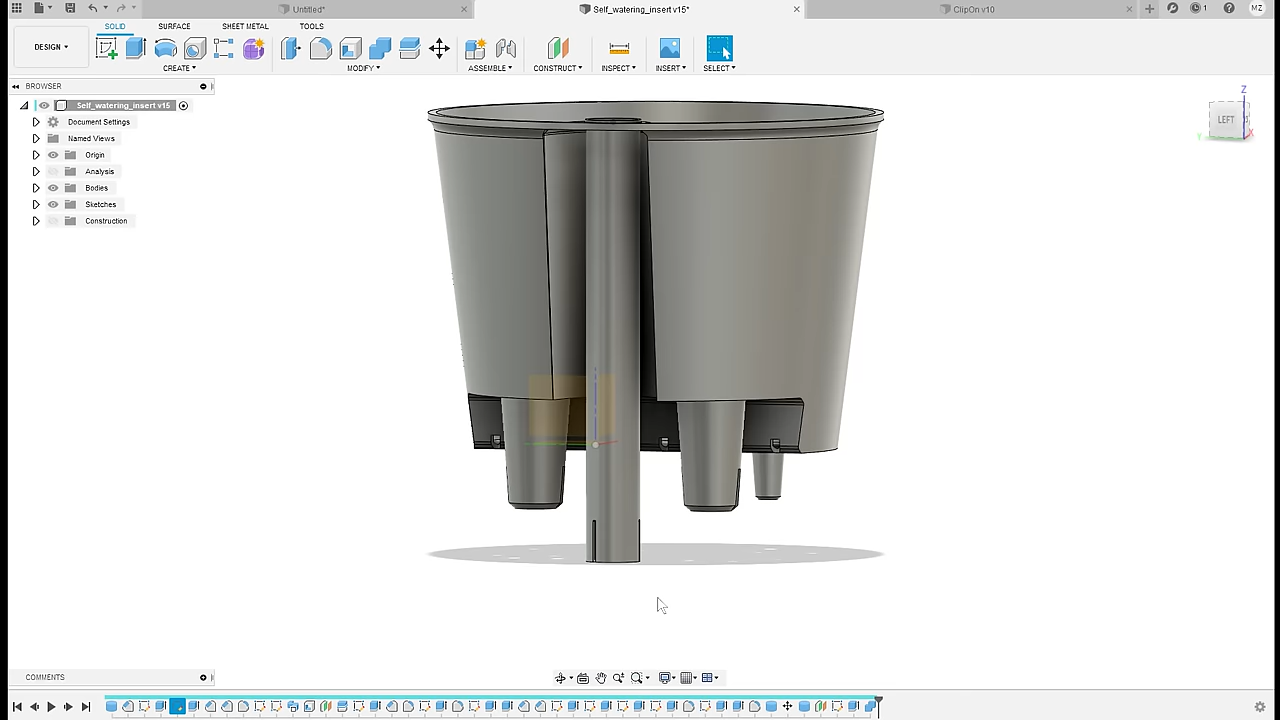 Untitled*
Self_watering_insert v15*
ClipOn v10
1
MZ
SOLID
SURFACE
SHEET METAL
TOOLS
DESIGN
CREATE
MODIFY
ASSEMBLE
CONSTRUCT
INSPECT
INSERT
SELECT
BROWSER
Self_watering_insert v15
Document Settings
Named Views
Origin
Analysis
Bodies
Sketches
Construction
Z
LEFT
Y
X
COMMENTS